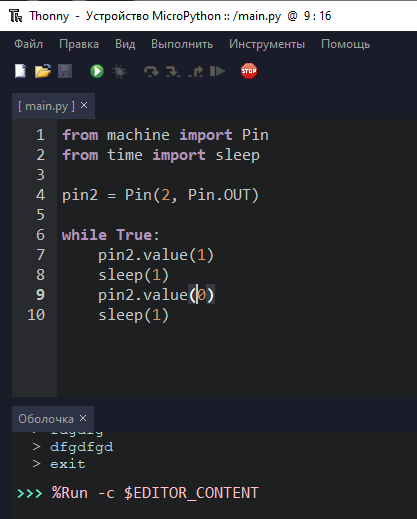 Thonny - Устройство MicroPython :: /main.py @ 9:16
Файл Правка Вид Выполнить Инструменты Помощь
STOP
[ main.py ] ×
1 from machine import Pin
2 from time import sleep
3
4 pin2 = Pin(2, Pin.OUT)
5
6 while True:
7 pin2.value(1)
8 sleep(1)
9 pin2.value(0)
10 sleep(1)
Оболочка ×
> dfgdfgd
> exit
>>> %Run -c $EDITOR_CONTENT